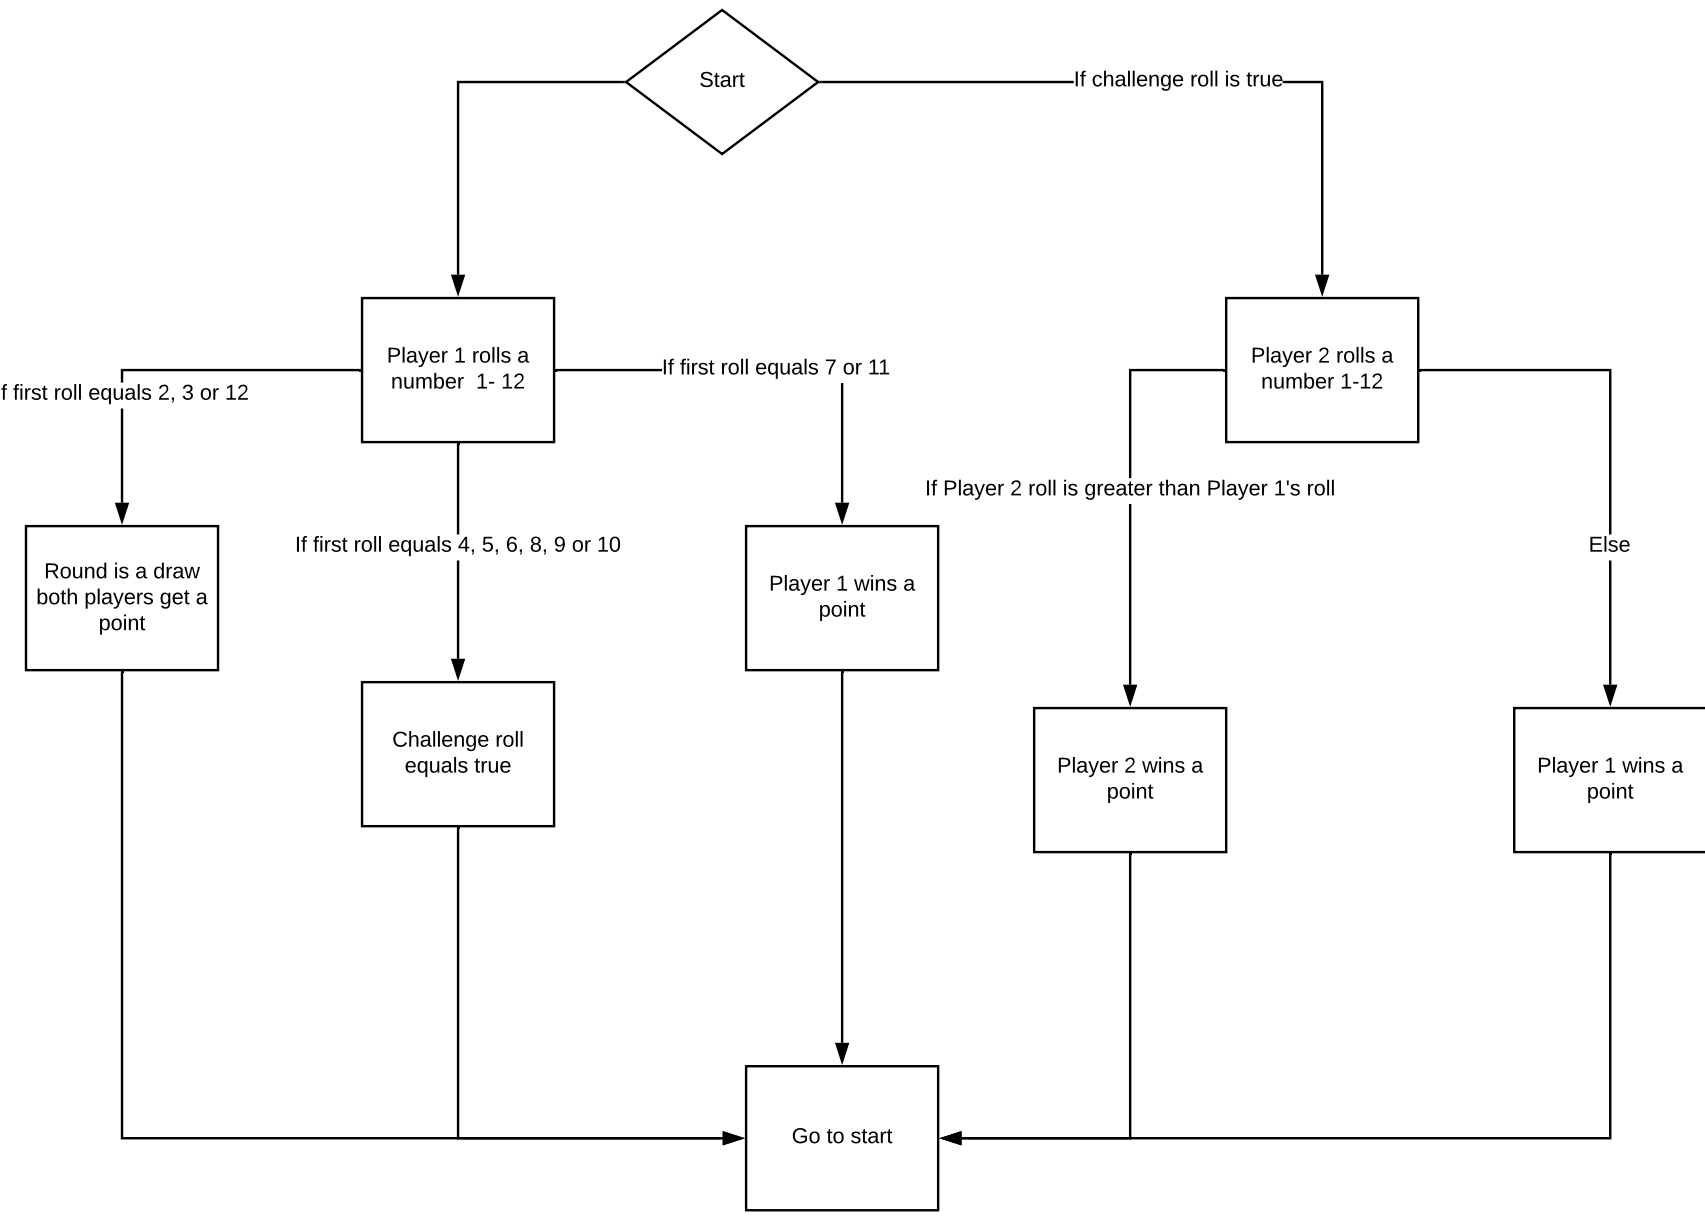 Start
If challenge roll is true
Player 1 rolls a
number  1- 12
Player 2 rolls a
number 1-12
f first roll equals 2, 3 or 12
If first roll equals 7 or 11
If Player 2 roll is greater than Player 1's roll
If first roll equals 4, 5, 6, 8, 9 or 10
Else
Round is a draw
both players get a
point
Player 1 wins a
point
Challenge roll
equals true
Player 2 wins a
point
Player 1 wins a
point
Go to start